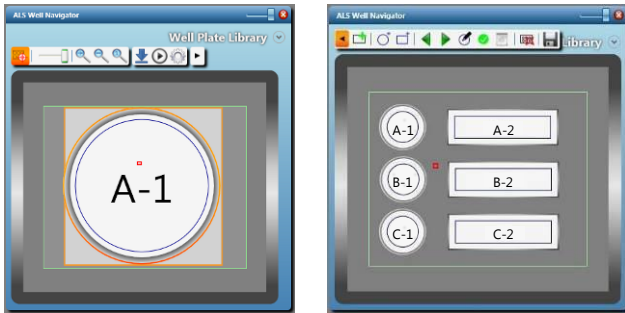 ALS Well Navigator
Well Plate Library
A-1
ALS Well Navigator
Library
A-1
A-2
B-1
B-2
C-1
C-2